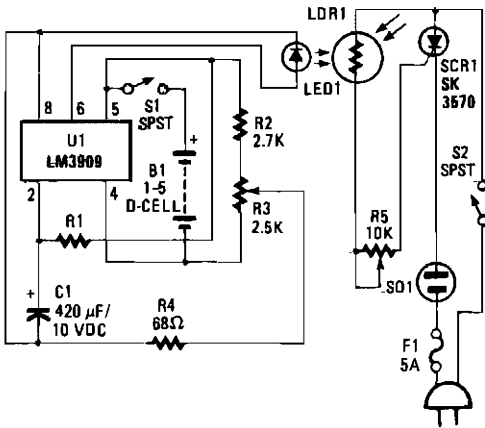 LDR1
SCR1
SK
3670
LED1
8
6
5
S1
SPST
U1
LM3909
R2
2.7K
S2
SPST
+
B1
1-5
D-CELL
2
4
R1
R3
2.5K
R5
10K
SO1
+
C1
420 µF/
10 VDC
R4
68Ω
F1
5A